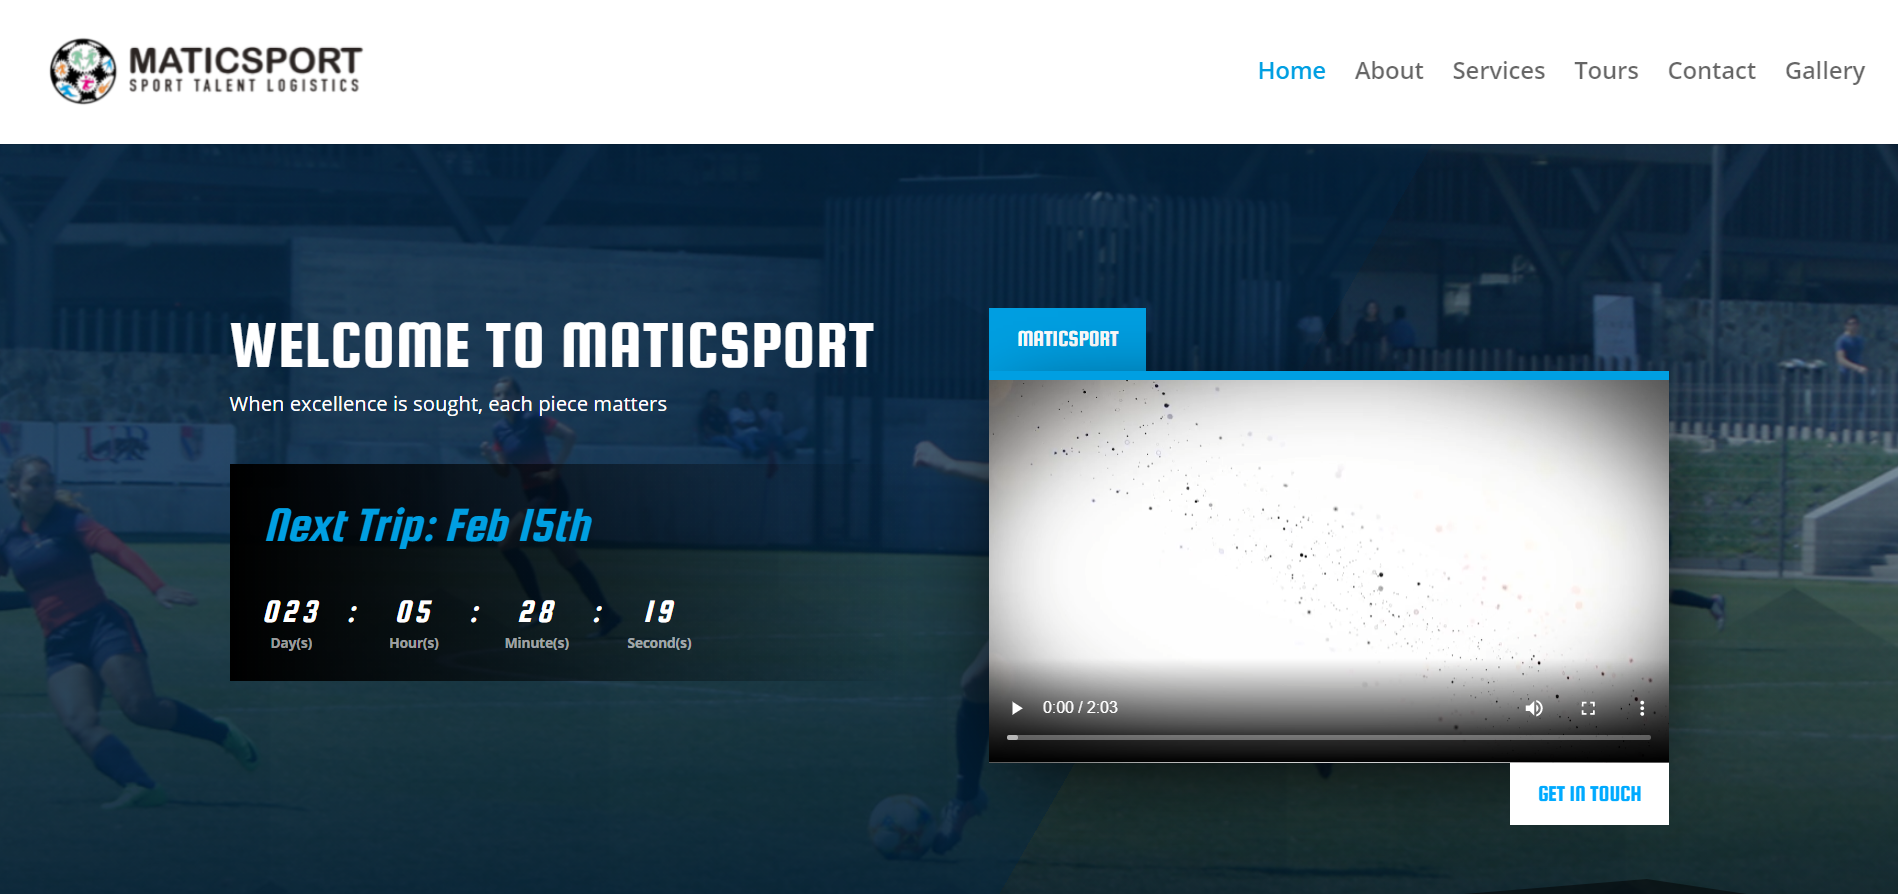 MATICSPORT
SPORT TALENT LOGISTICS
Home About Services Tours Contact Gallery
WELCOME TO MATICSPORT
When excellence is sought, each piece matters
Next Trip: Feb 15th
023 : 05 : 28 : 19
Day(s) Hour(s) Minute(s) Second(s)
MATICSPORT
0:00 / 2:03
GET IN TOUCH